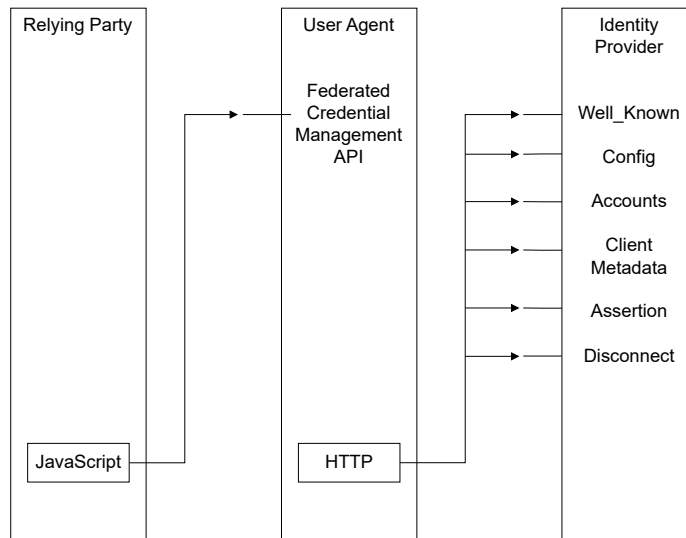 Relying Party
User Agent
Identity
Provider
Federated
Credential
Management
API
Well_Known
Config
Accounts
Client
Metadata
Assertion
Disconnect
JavaScript
HTTP